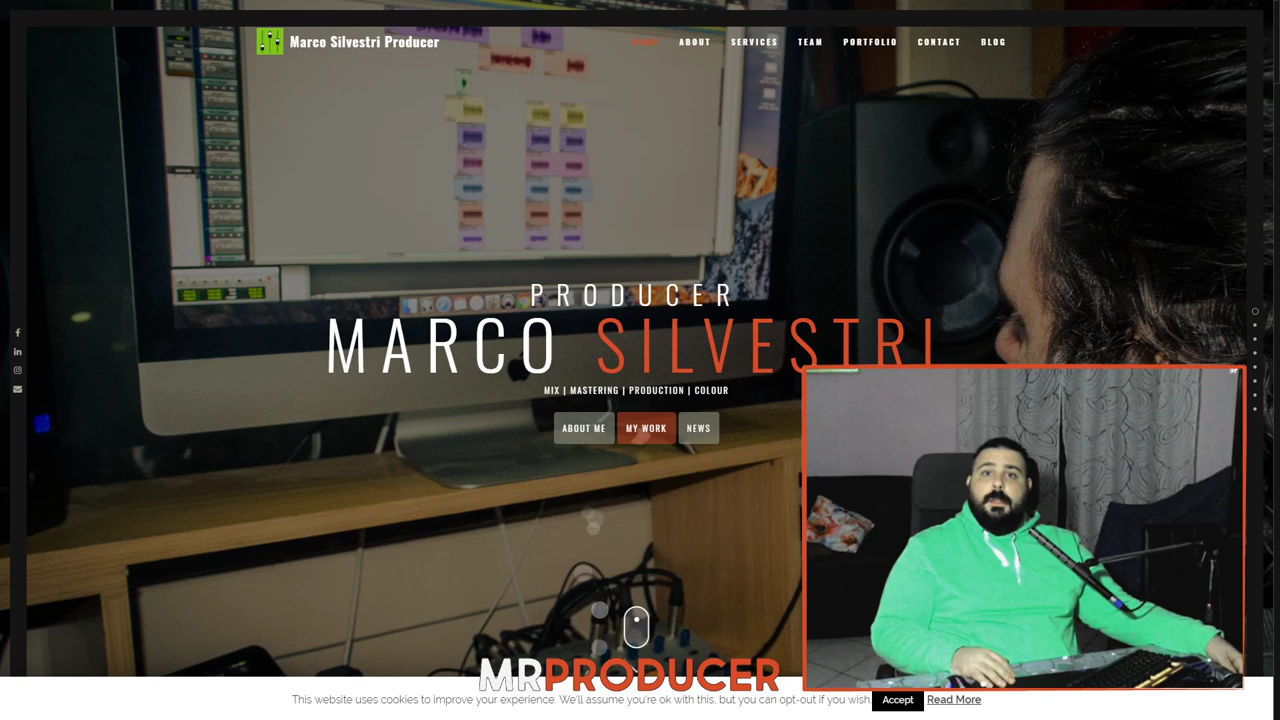 Marco Silvestri Producer
HOME ABOUT SERVICES TEAM PORTFOLIO CONTACT BLOG
PRODUCER
MARCO SILVESTRI
MIX | MASTERING | PRODUCTION | COLOUR
ABOUT ME MY WORK NEWS
MRPRODUCER
This website uses cookies to improve your experience. We'll assume you're ok with this, but you can opt-out if you wish. Accept Read More